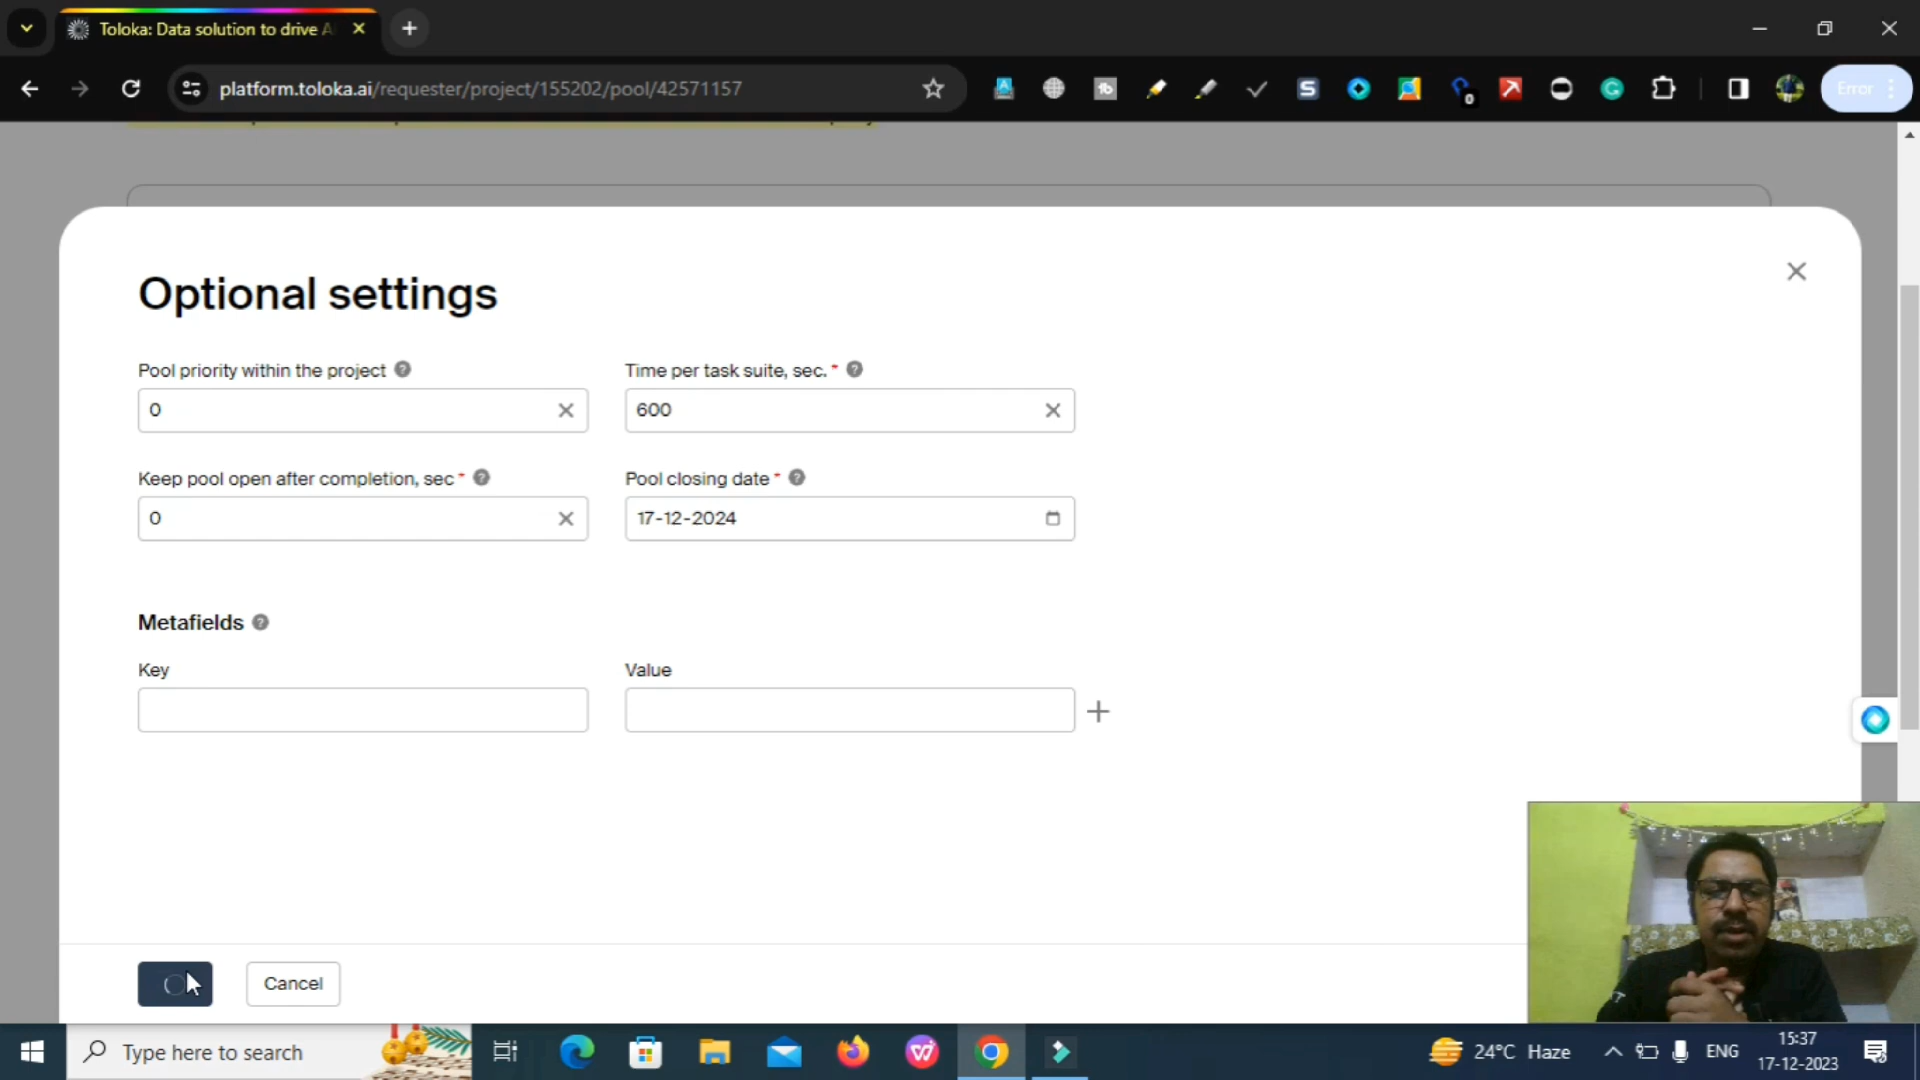 Toloka: Data solution to drive A
platform.toloka.ai/requester/project/155202/pool/42571157
Error
Optional settings
Pool priority within the project
Time per task suite, sec. *
0
600
Keep pool open after completion, sec *
Pool closing date *
0
17-12-2024
Metafields
Key
Value
Cancel
Type here to search
24°C Haze
ENG
15:37
17-12-2023